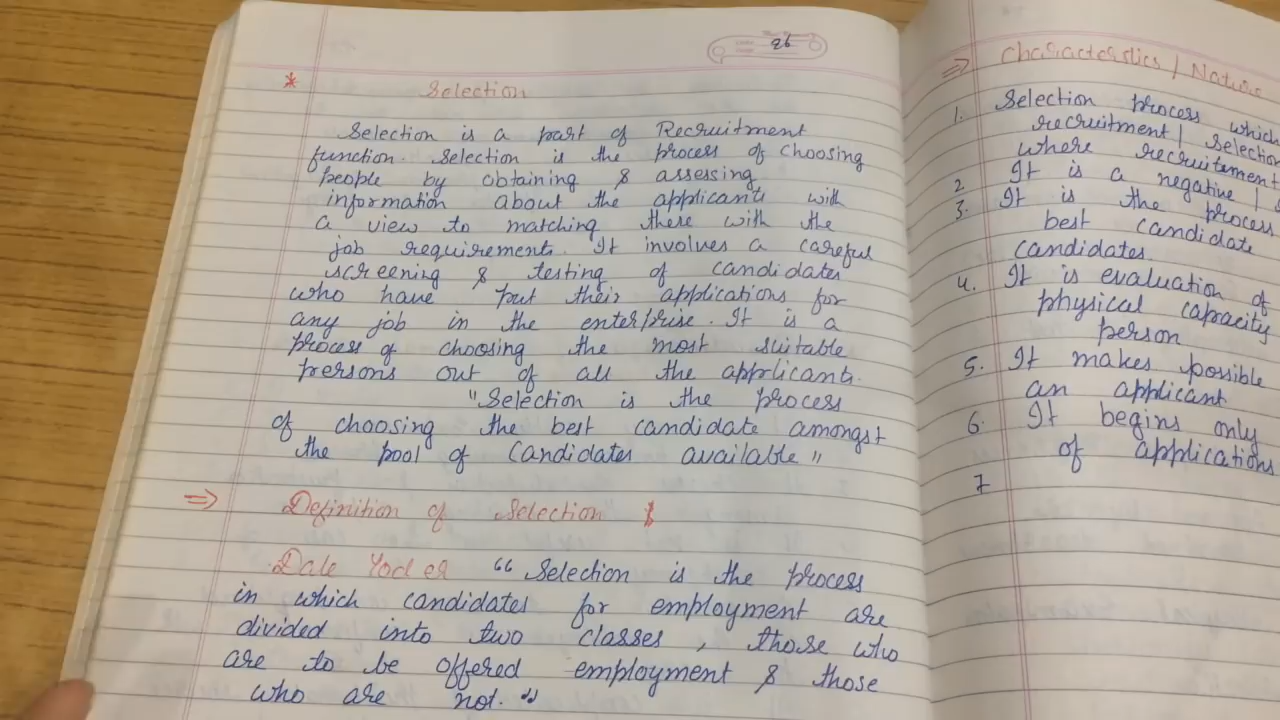 26
* Selection
Selection is a part of Recruitment
function. Selection is the process of choosing
people by obtaining & assessing
information about the applicants with
a view to matching these with the
job requirements. It involves a careful
screening & testing of candidates
who have put their applications for
any job in the enterprise. It is a
process of choosing the most suitable
persons out of all the applicants.
"Selection is the process
of choosing the best candidate amongst
the pool of Candidates available"
⇒ Definition of Selection
Dale Yoder "Selection is the process
in which candidates for employment are
divided into two classes, those who
are to be offered employment & those
who are not."
⇒ Characterstics / Nature
1. Selection process which
recruitment / Selection
where recruitement
2. It is a negative /
3. It is the process
best candidate
candidates.
4. It is evaluation of
physical capacity
person
5. It makes possible
an applicant
6. It begins only
of applications
7